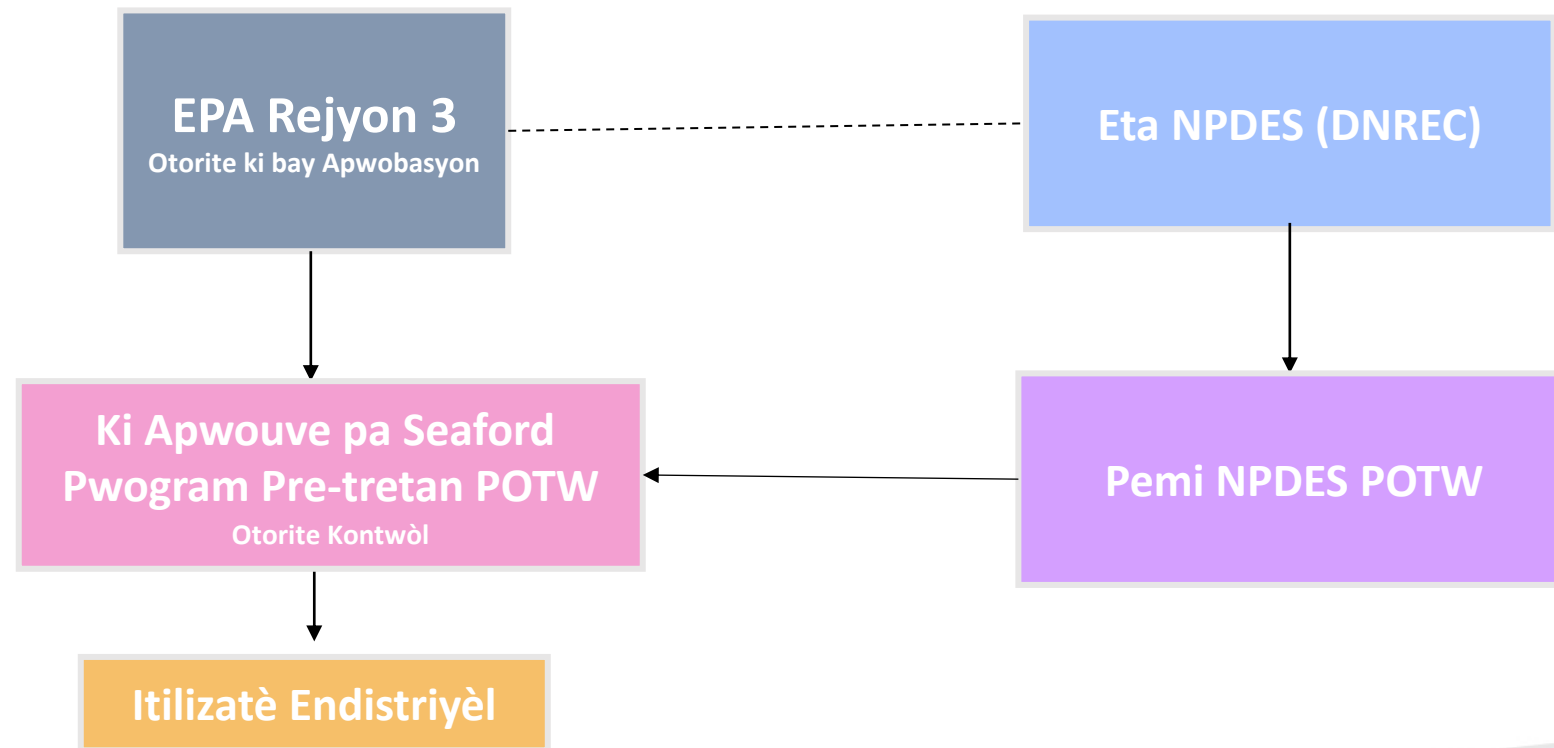 EPA Rejyon 3
Otorite ki bay Apwobasyon
Eta NPDES (DNREC)
Ki Apwouve pa Seaford
Pwogram Pre-tretan POTW
Otorite Kontwòl
Pemi NPDES POTW
Itilizatè Endistriyèl